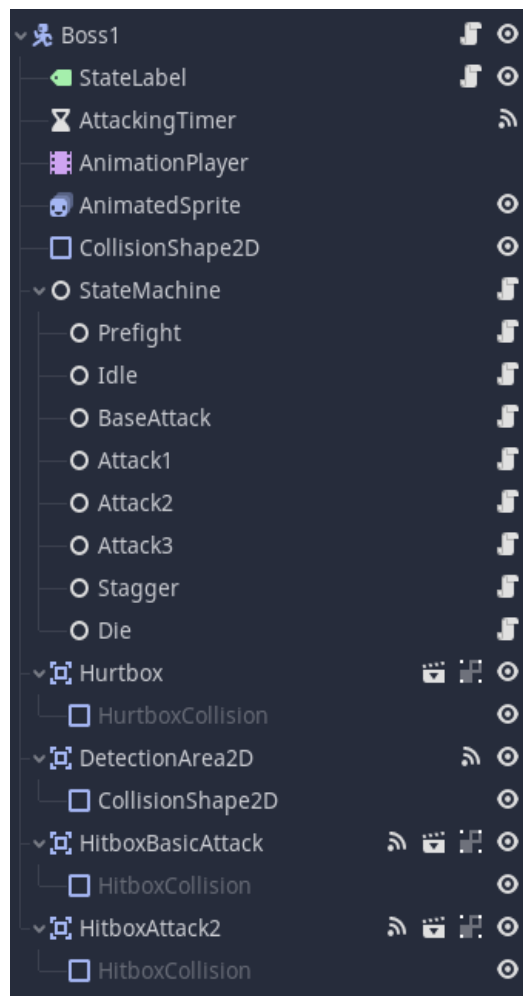 Boss1
StateLabel
AttackingTimer
AnimationPlayer
AnimatedSprite
CollisionShape2D
StateMachine
Prefight
Idle
BaseAttack
Attack1
Attack2
Attack3
Stagger
Die
Hurtbox
HurtboxCollision
DetectionArea2D
CollisionShape2D
HitboxBasicAttack
HitboxCollision
HitboxAttack2
HitboxCollision